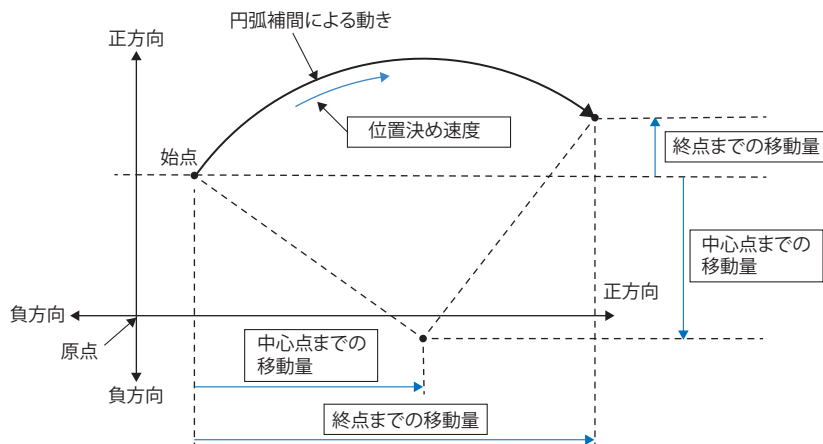 円弧補間による動き
正方向
位置決め速度
始点
終点までの移動量
中心点までの
移動量
正方向
負方向
原点
中心点までの
移動量
負方向
終点までの移動量